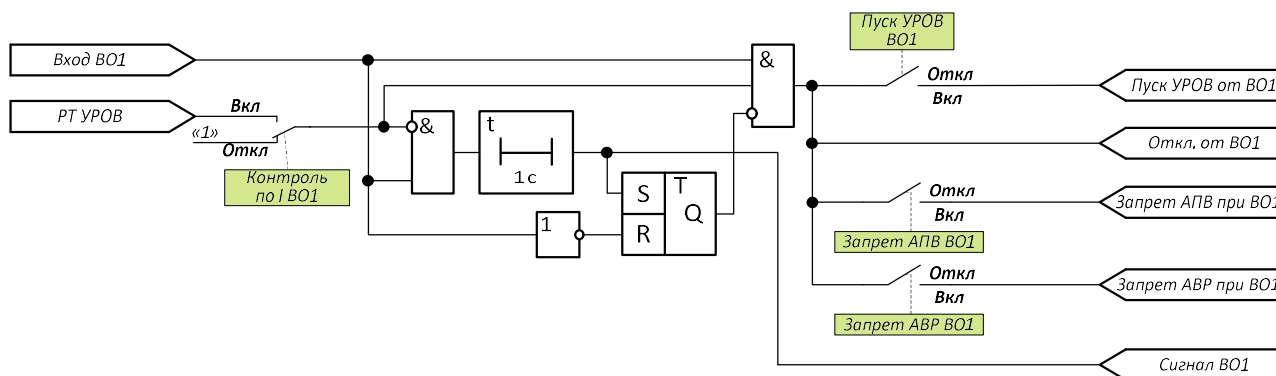 Вход ВО1
РТ УРОВ
Вкл
«1»
Откл
Контроль
по I ВО1
&
t
1с
1
S
T
Q
R
&
Пуск УРОВ
ВО1
Откл
Вкл
Пуск УРОВ от ВО1
Откл. от ВО1
Откл
Вкл
Запрет АПВ ВО1
Запрет АПВ при ВО1
Откл
Вкл
Запрет АВР ВО1
Запрет АВР при ВО1
Сигнал ВО1